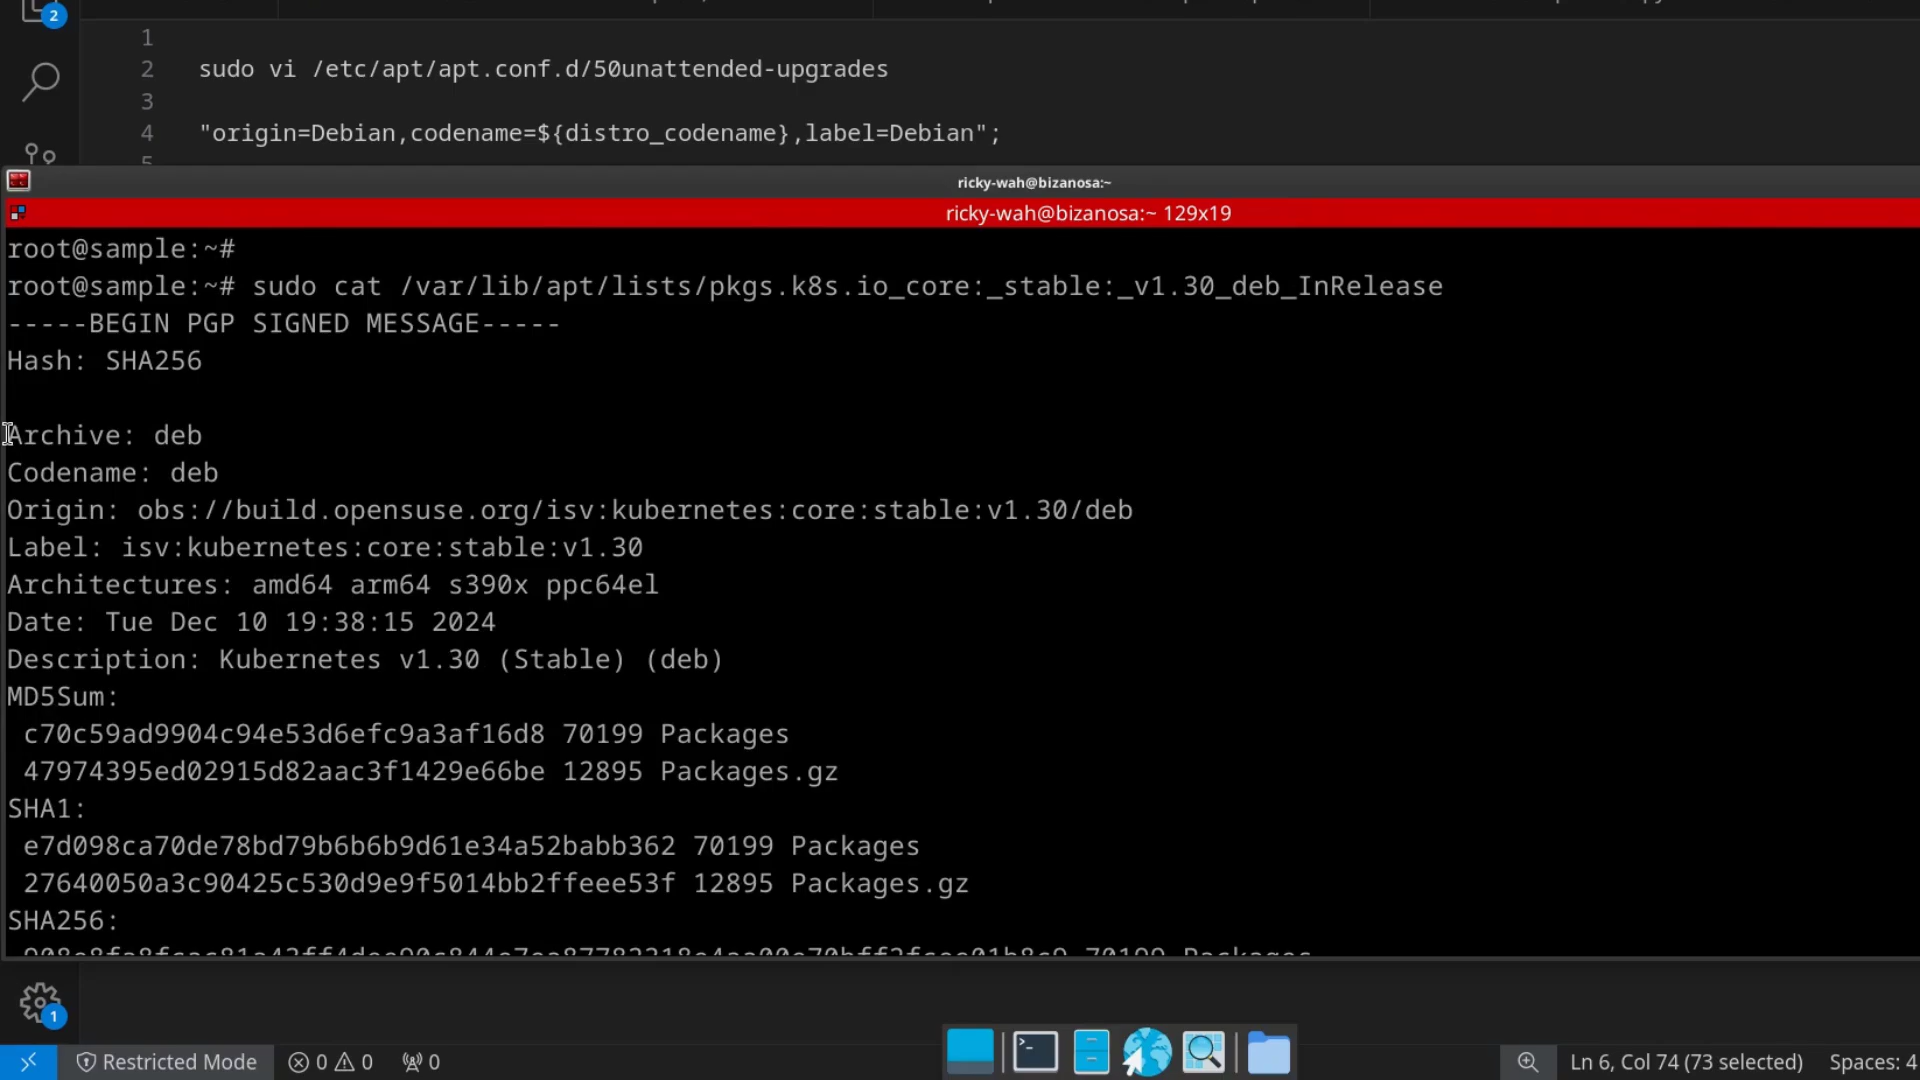 2
1
2 sudo vi /etc/apt/apt.conf.d/50unattended-upgrades
3
4 "origin=Debian,codename=${distro_codename},label=Debian";
5
ricky-wah@bizanosa:~
ricky-wah@bizanosa:~ 129x19
root@sample:~#
root@sample:~# sudo cat /var/lib/apt/lists/pkgs.k8s.io_core:_stable:_v1.30_deb_InRelease
-----BEGIN PGP SIGNED MESSAGE-----
Hash: SHA256
Archive: deb
Codename: deb
Origin: obs://build.opensuse.org/isv:kubernetes:core:stable:v1.30/deb
Label: isv:kubernetes:core:stable:v1.30
Architectures: amd64 arm64 s390x ppc64el
Date: Tue Dec 10 19:38:15 2024
Description: Kubernetes v1.30 (Stable) (deb)
MD5Sum:
c70c59ad9904c94e53d6efc9a3af16d8 70199 Packages
47974395ed02915d82aac3f1429e66be 12895 Packages.gz
SHA1:
e7d098ca70de78bd79b6b6b9d61e34a52babb362 70199 Packages
27640050a3c90425c530d9e9f5014bb2ffeee53f 12895 Packages.gz
SHA256:
70199 Packages
1
Restricted Mode 0 0 0
Ln 6, Col 74 (73 selected) Spaces: 4